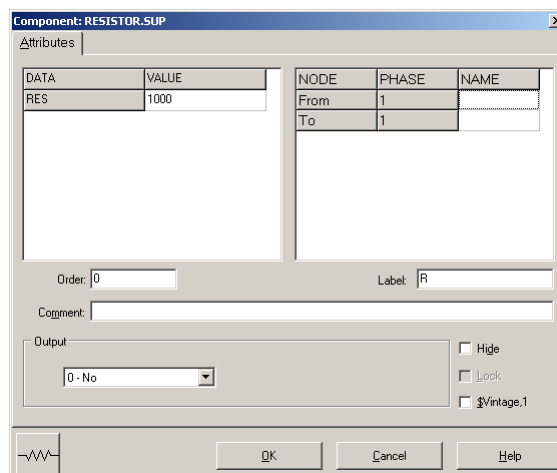 Component: RESISTOR.SUP
Attributes
DATA VALUE
RES 1000
NODE PHASE NAME
From 1
To 1
Order: 0
Label: R
Comment:
Output
0 - No
Hide
Lock
$Vintage,1
OK
Cancel
Help